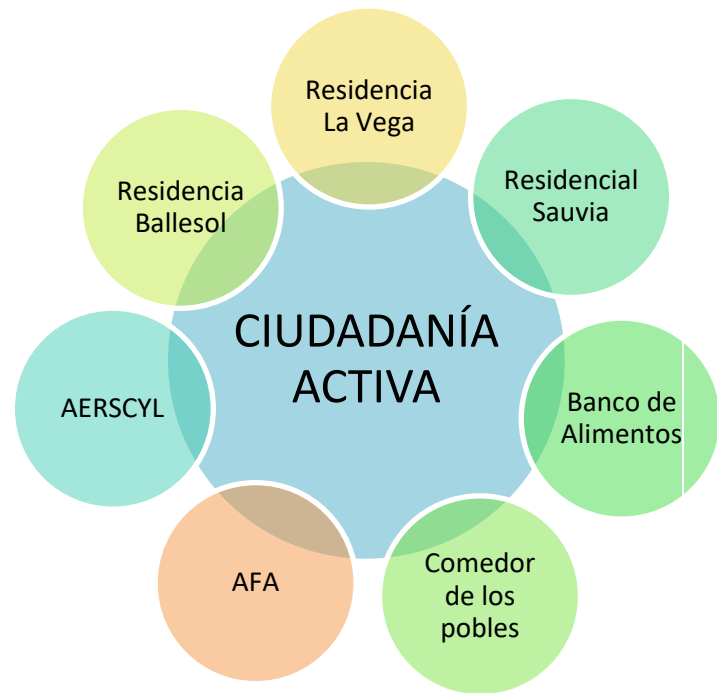 Residencia
La Vega
Residencial
Sauvia
Banco de
Alimentos
Comedor
de los
pobles
AFA
AERSCYL
Residencia
Ballesol
CIUDADANÍA
ACTIVA